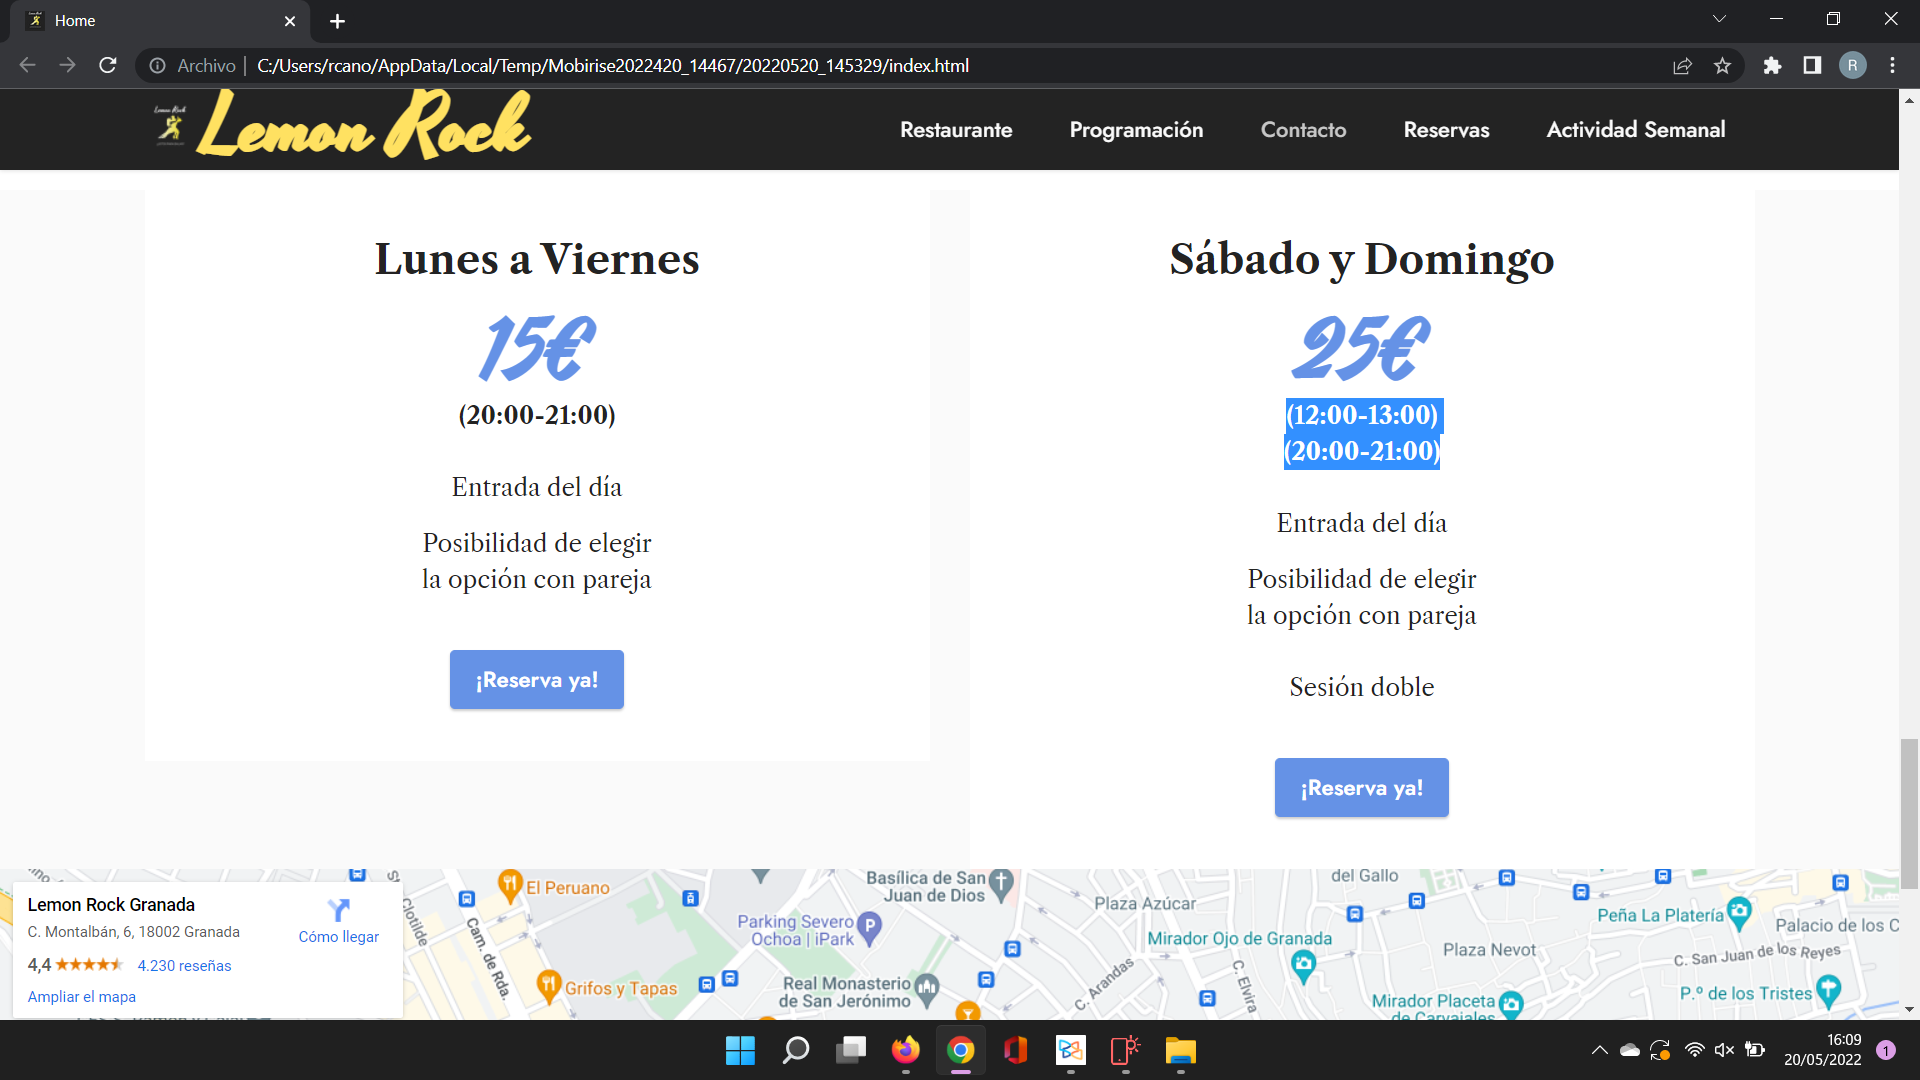 Home
Archivo | C:/Users/rcano/AppData/Local/Temp/Mobirise2022420_14467/20220520_145329/index.html
R
Lemon Rock
Restaurante
Programación
Contacto
Reservas
Actividad Semanal
Lunes a Viernes
15€
(20:00-21:00)
Entrada del día
Posibilidad de elegir
la opción con pareja
¡Reserva ya!
Sábado y Domingo
25€
(12:00-13:00)
(20:00-21:00)
Entrada del día
Posibilidad de elegir
la opción con pareja
Sesión doble
¡Reserva ya!
Lemon Rock Granada
C. Montalbán, 6, 18002 Granada
4,4
4.230 reseñas
Ampliar el mapa
Cómo llegar
Clotilde
Cam. de Rda.
El Peruano
Grifos y Tapas
Parking Severo
Ochoa | iPark
P
Basílica de San
Juan de Dios
Real Monasterio
de San Jerónimo
Plaza Azúcar
Mirador Ojo de Granada
C. Arandas
C. Elvira
del Gallo
Plaza Nevot
Mirador Placeta
de Carvajales
Peña La Platería
Palacio de los C
C. San Juan de los Reyes
P.º de los Tristes
16:09
20/05/2022
1